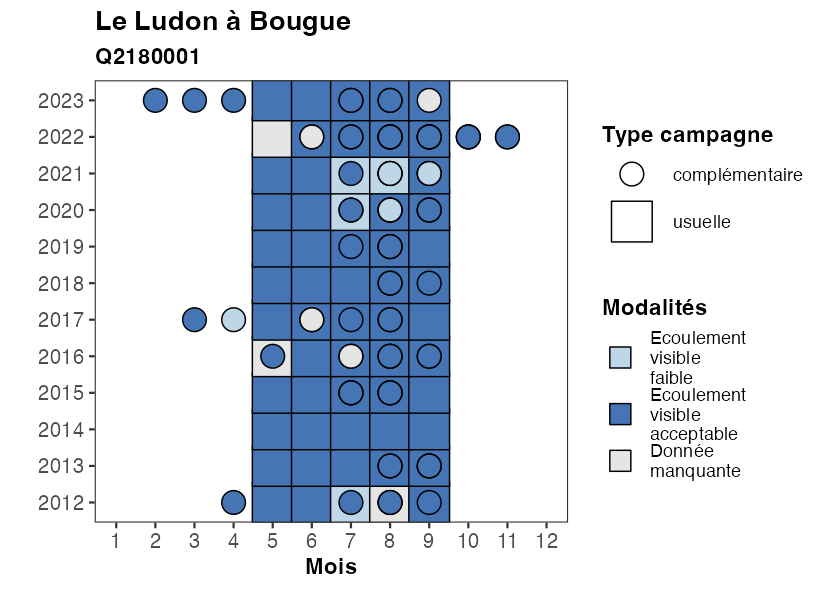 Le Ludon à Bougue
Q2180001
2023
2022
2021
2020
2019
2018
2017
2016
2015
2014
2013
2012
1 2 3 4 5 6 7 8 9 10 11 12
Mois
Type campagne
complémentaire
usuelle
Modalités
Ecoulement
visible
faible
Ecoulement
visible
acceptable
Donnée
manquante